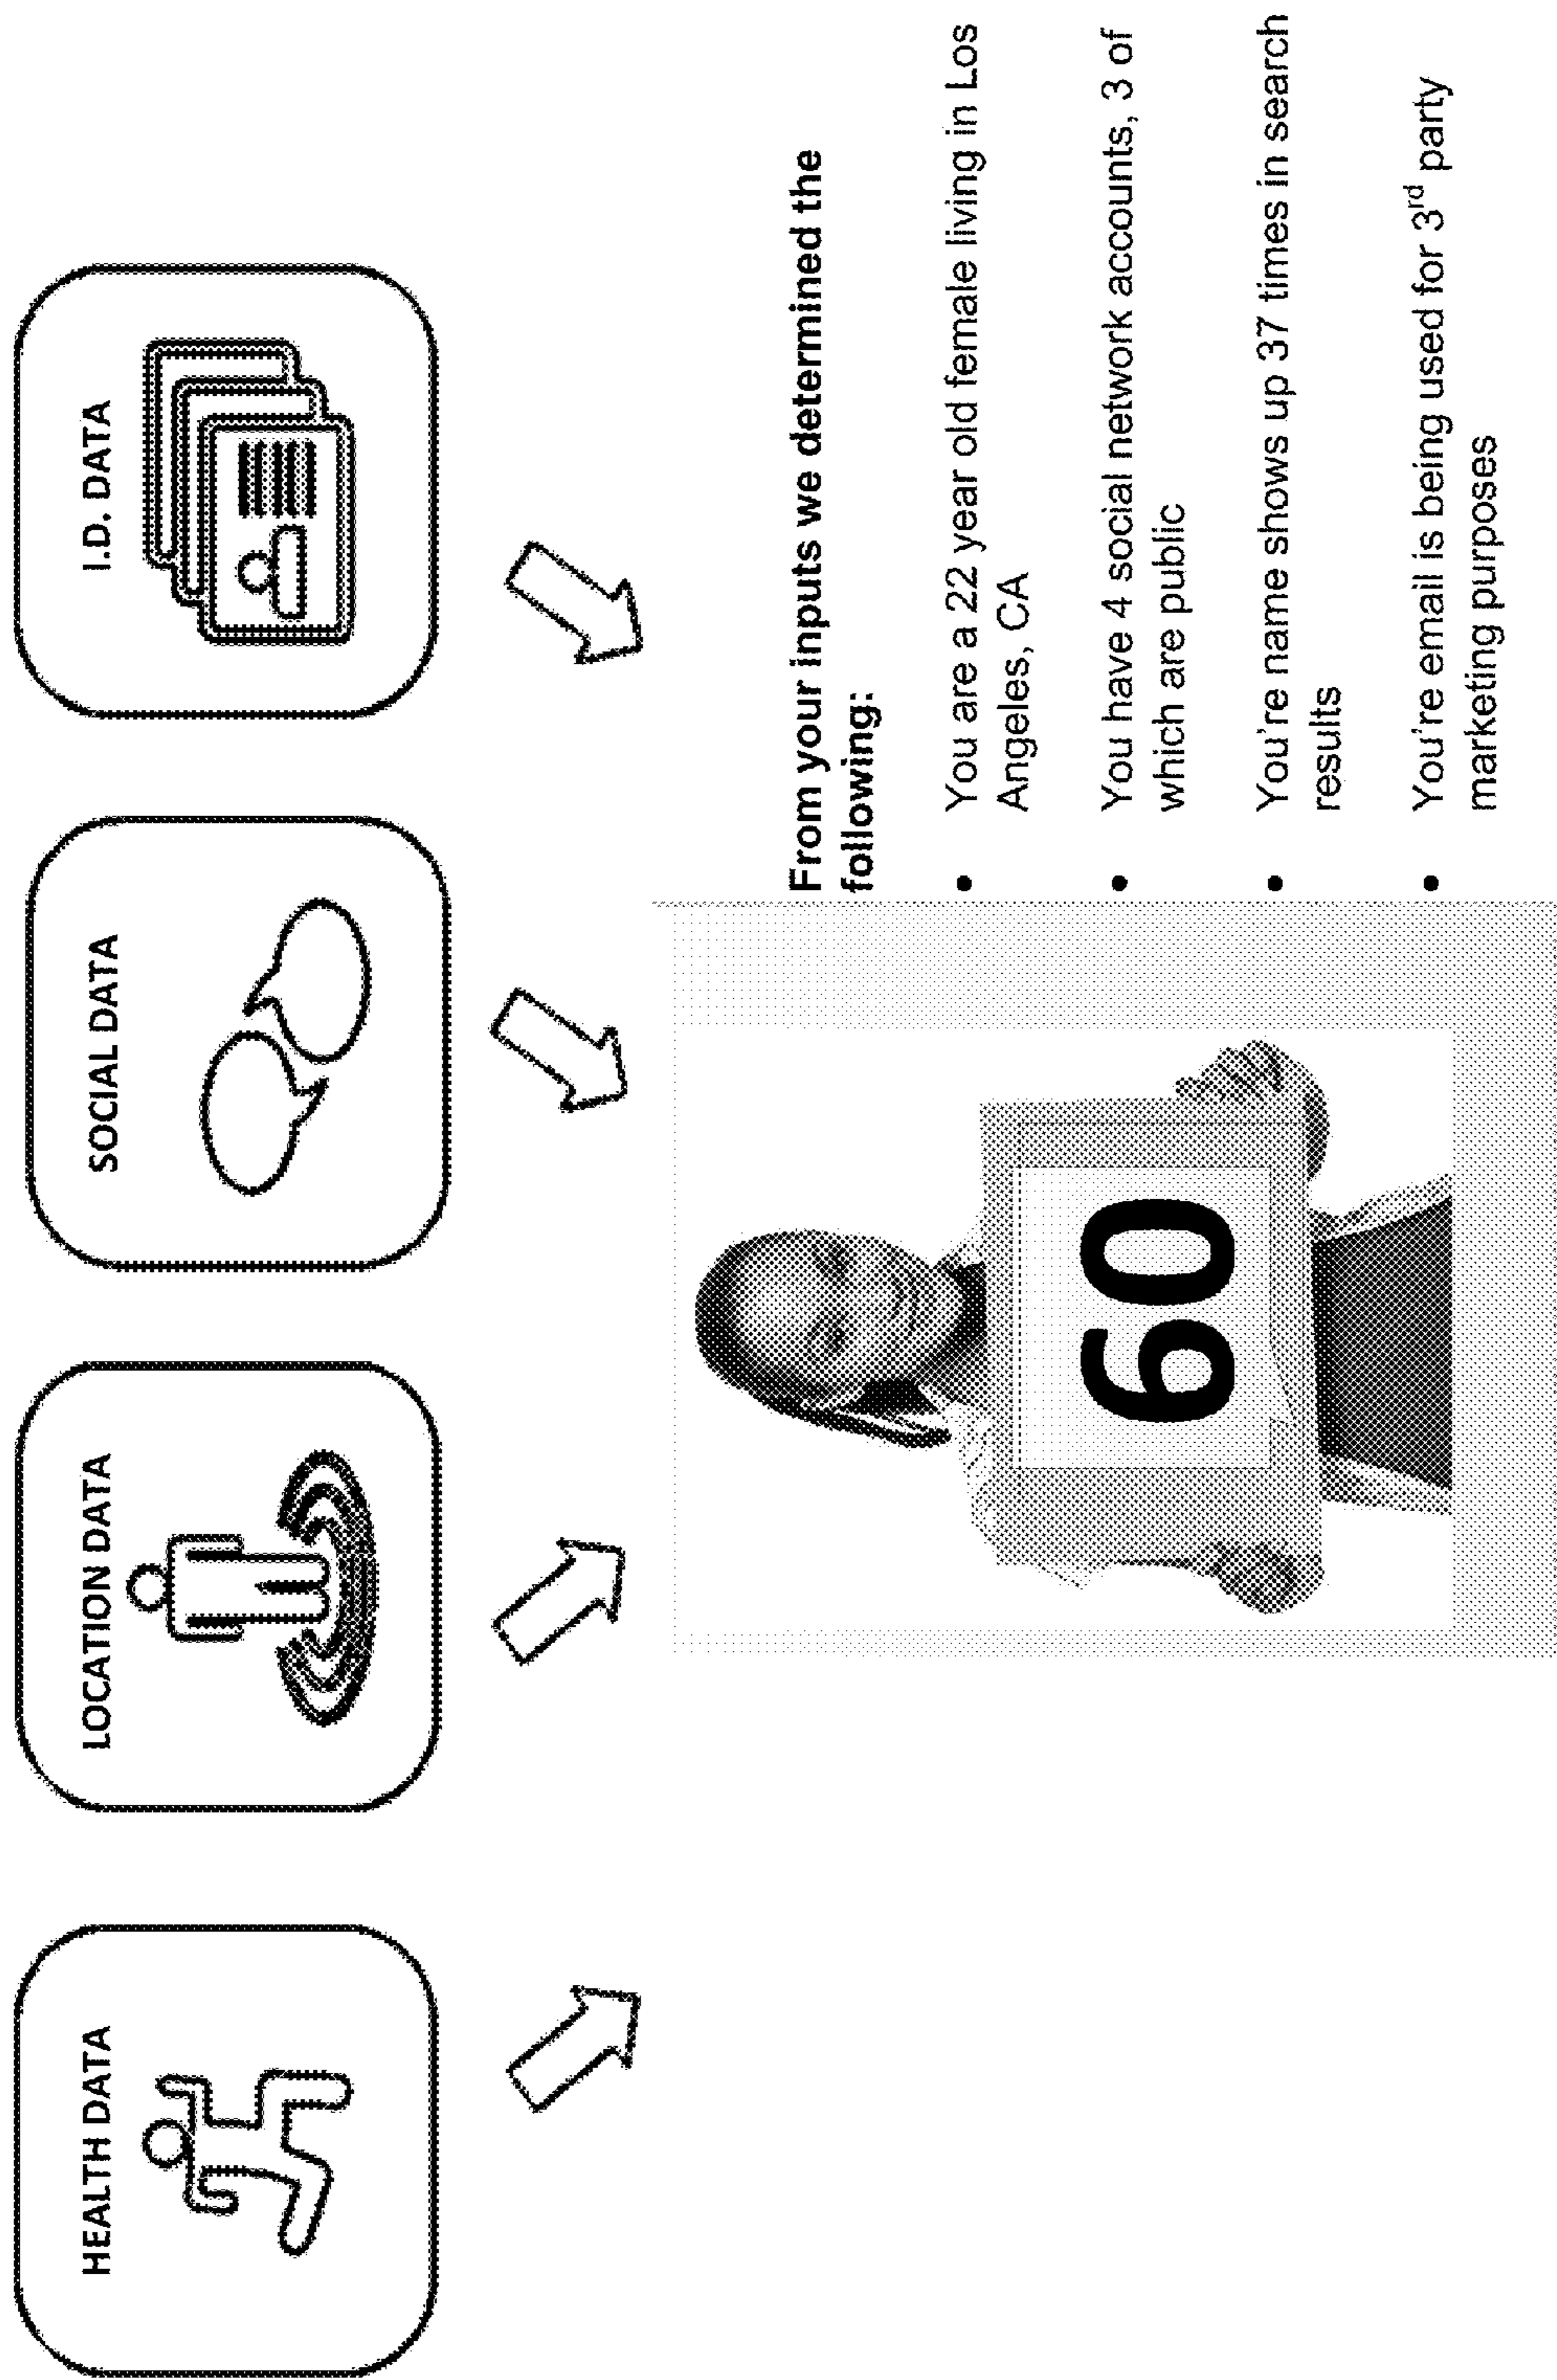 HEALTH DATA
LOCATION DATA
SOCIAL DATA
I.D. DATA
60
From your inputs we determined the
following:
• You are a 22 year old female living in Los
Angeles, CA
• You have 4 social network accounts, 3 of
which are public
• You're name shows up 37 times in search
results
• You're email is being used for 3rd party
marketing purposes